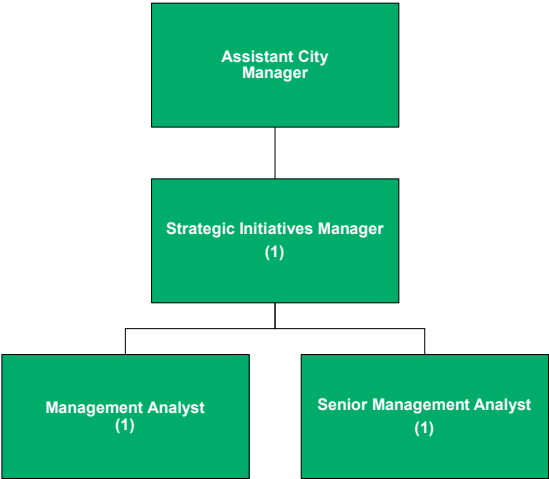 Assistant City
Manager
Strategic Initiatives Manager
(1)
Management Analyst
(1)
Senior Management Analyst
(1)